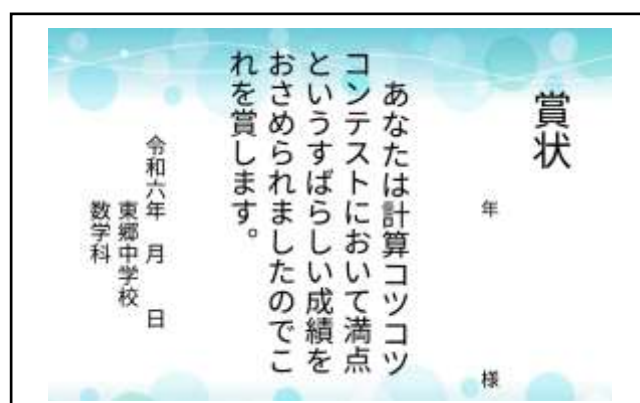 賞状
年
様
あなたは計算コツコツ
コンテストにおいて満点
というすばらしい成績を
おさめられましたのでこ
れを賞します。
令和六年 月 日
東郷中学校
数学科